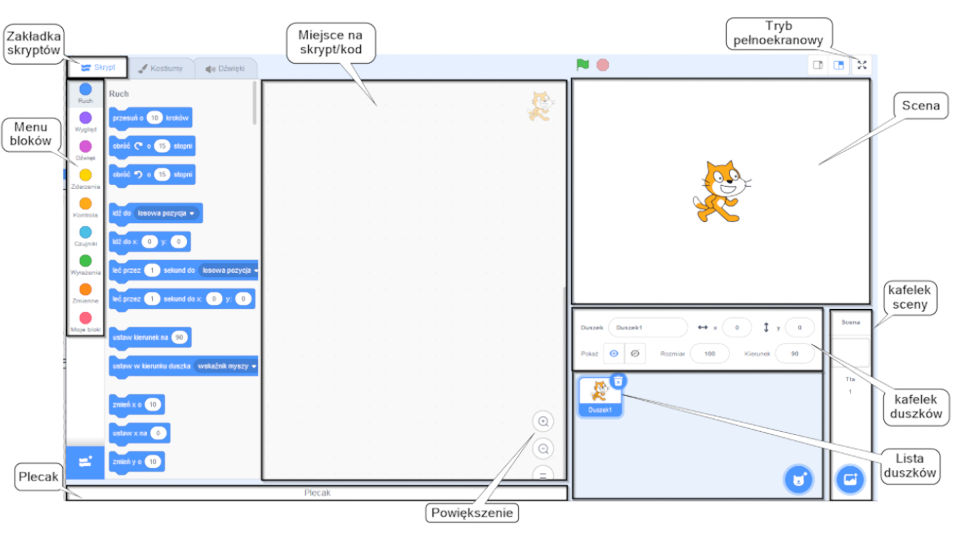 Zakładka
skryptów
Miejsce na
skrypt/kod
Tryb
pełnoekranowy
Skrypt
Kostiumy
Dźwięki
Ruch
Ruch
przesuń o 10 kroków
Scena
Wygląd
Menu
bloków
obróć o 15 stopni
Dźwięk
obróć o 15 stopni
Zdarzenia
Kontrola
idź do losowa pozycja
Czujniki
idź do x: 0 y: 0
Wyrażenia
leć przez 1 sekund do losowa pozycja
Zmienne
leć przez 1 sekund do x: 0 y: 0
kafelek
sceny
Moje bloki
ustaw kierunek na 90
Duszek Duszek1 x 0 y 0
Scena
Pokaż Rozmiar 100 Kierunek 90
ustaw w kierunku duszka wskaźnik myszy
Tła
1
kafelek
duszków
zmień x o 10
Duszek1
ustaw x na 0
zmień y o 10
Lista
duszków
Plecak
Plecak
Powiększenie